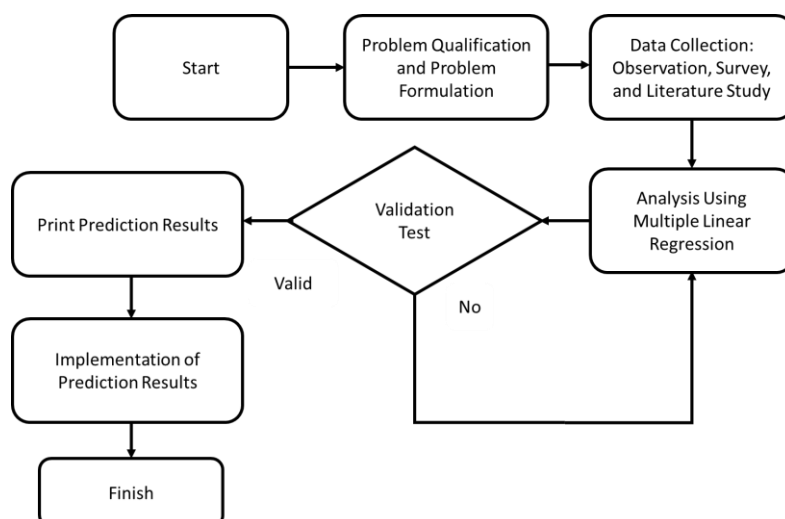 Start
Problem Qualification
and Problem
Formulation
Data Collection:
Observation, Survey,
and Literature Study
Analysis Using
Multiple Linear
Regression
Validation
Test
Valid
No
Print Prediction Results
Implementation of
Prediction Results
Finish